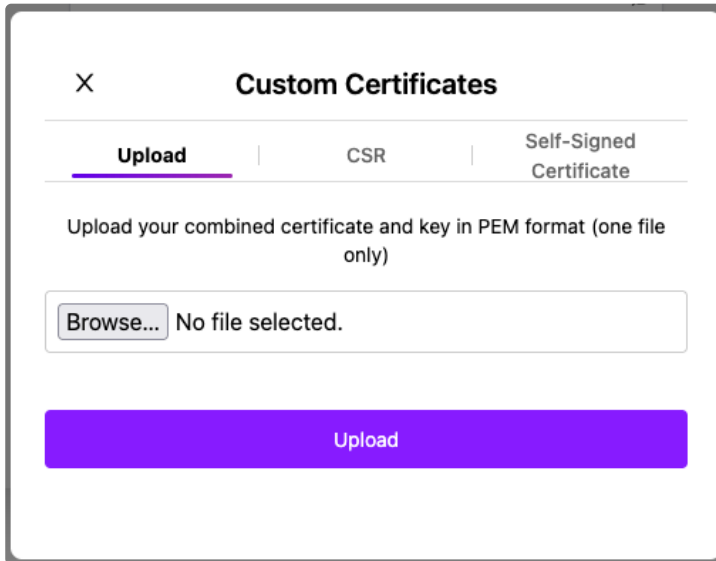 X Custom Certificates
Upload CSR Self-Signed
Certificate
Upload your combined certificate and key in PEM format (one file
only)
Browse... No file selected.
Upload